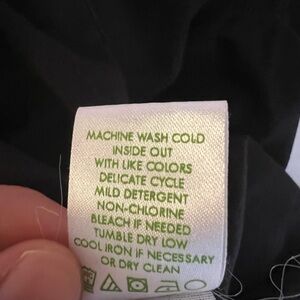 MACHINE WASH COLD
INSIDE OUT
WITH LIKE COLORS
DELICATE CYCLE
MILD DETERGENT
NON-CHLORINE
BLEACH IF NEEDED
TUMBLE DRY LOW
COOL IRON IF NECESSARY
OR DRY CLEAN